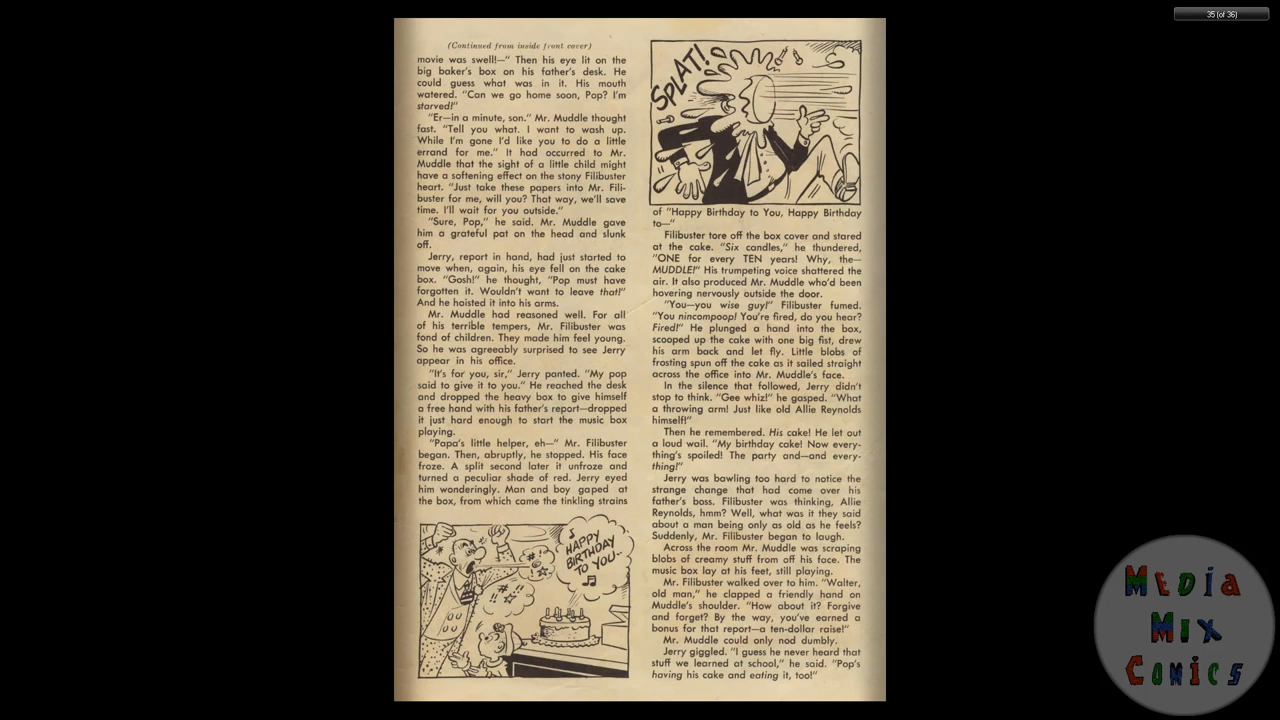 35 (of 36)
(Continued from inside front cover)
movie was swell!—" Then his eye lit on the
big baker's box on his father's desk. He
could guess what was in it. His mouth
watered. "Can we go home soon, Pop? I'm
starved!"
"Er—in a minute, son." Mr. Muddle thought
fast. "Tell you what. I want to wash up.
While I'm gone I'd like you to do a little
errand for me." It had occurred to Mr.
Muddle that the sight of a little child might
have a softening effect on the stony Filibuster
heart. "Just take these papers into Mr. Fili-
buster for me, will you? That way, we'll save
time. I'll wait for you outside."
"Sure, Pop," he said. Mr. Muddle gave
him a grateful pat on the head and slunk
off.
Jerry, report in hand, had just started to
move when, again, his eye fell on the cake
box. "Gosh!" he thought, "Pop must have
forgotten it. Wouldn't want to leave that!"
And he hoisted it into his arms.
Mr. Muddle had reasoned well. For all
of his terrible tempers, Mr. Filibuster was
fond of children. They made him feel young.
So he was agreeably surprised to see Jerry
appear in his office.
"It's for you, sir," Jerry panted. "My pop
said to give it to you." He reached the desk
and dropped the heavy box to give himself
a free hand with his father's report—dropped
it just hard enough to start the music box
playing.
"Papa's little helper, eh—" Mr. Filibuster
began. Then, abruptly, he stopped. His face
froze. A split second later it unfroze and
turned a peculiar shade of red. Jerry eyed
him wonderingly. Man and boy gaped at
the box, from which came the tinkling strains
HAPPY
BIRTHDAY
TO YOU--
SPLAT!
of "Happy Birthday to You, Happy Birthday
to—"
Filibuster tore off the box cover and stared
at the cake. "Six candles," he thundered,
"ONE for every TEN years! Why, the—
MUDDLE!" His trumpeting voice shattered the
air. It also produced Mr. Muddle who'd been
hovering nervously outside the door.
"You—you wise guy!" Filibuster fumed.
"You nincompoop! You're fired, do you hear?
Fired!" He plunged a hand into the box,
scooped up the cake with one big fist, drew
his arm back and let fly. Little blobs of
frosting spun off the cake as it sailed straight
across the office into Mr. Muddle's face.
In the silence that followed, Jerry didn't
stop to think. "Gee whiz!" he gasped. "What
a throwing arm! Just like old Allie Reynolds
himself!"
Then he remembered. His cake! He let out
a loud wail. "My birthday cake! Now every-
thing's spoiled! The party and—and every-
thing!"
Jerry was bawling too hard to notice the
strange change that had come over his
father's boss. Filibuster was thinking, Allie
Reynolds, hmm? Well, what was it they said
about a man being only as old as he feels?
Suddenly, Mr. Filibuster began to laugh.
Across the room Mr. Muddle was scraping
blobs of creamy stuff from off his face. The
music box lay at his feet, still playing.
Mr. Filibuster walked over to him. "Walter,
old man," he clapped a friendly hand on
Muddle's shoulder. "How about it? Forgive
and forget? By the way, you've earned a
bonus for that report—a ten-dollar raise!"
Mr. Muddle could only nod dumbly.
Jerry giggled. "I guess he never heard that
stuff we learned at school," he said. "Pop's
having his cake and eating it, too!"
MEDiA
MiX
COMiCS